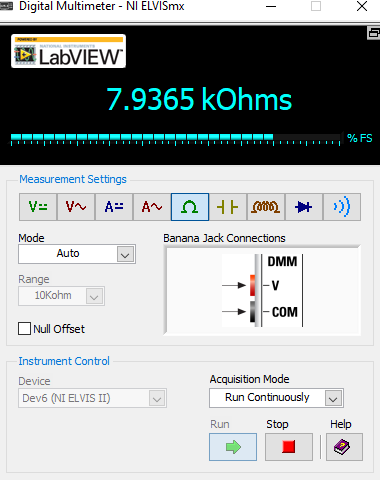 Digital Multimeter - NI ELVISmx
POWERED BY
NATIONAL INSTRUMENTS
LabVIEW™
7.9365 kOhms
% FS
Measurement Settings
V V A A Ω
Mode
Banana Jack Connections
Auto
DMM
Range
V
10Kohm
COM
Null Offset
Instrument Control
Device
Acquisition Mode
Dev6 (NI ELVIS II)
Run Continuously
Run Stop Help